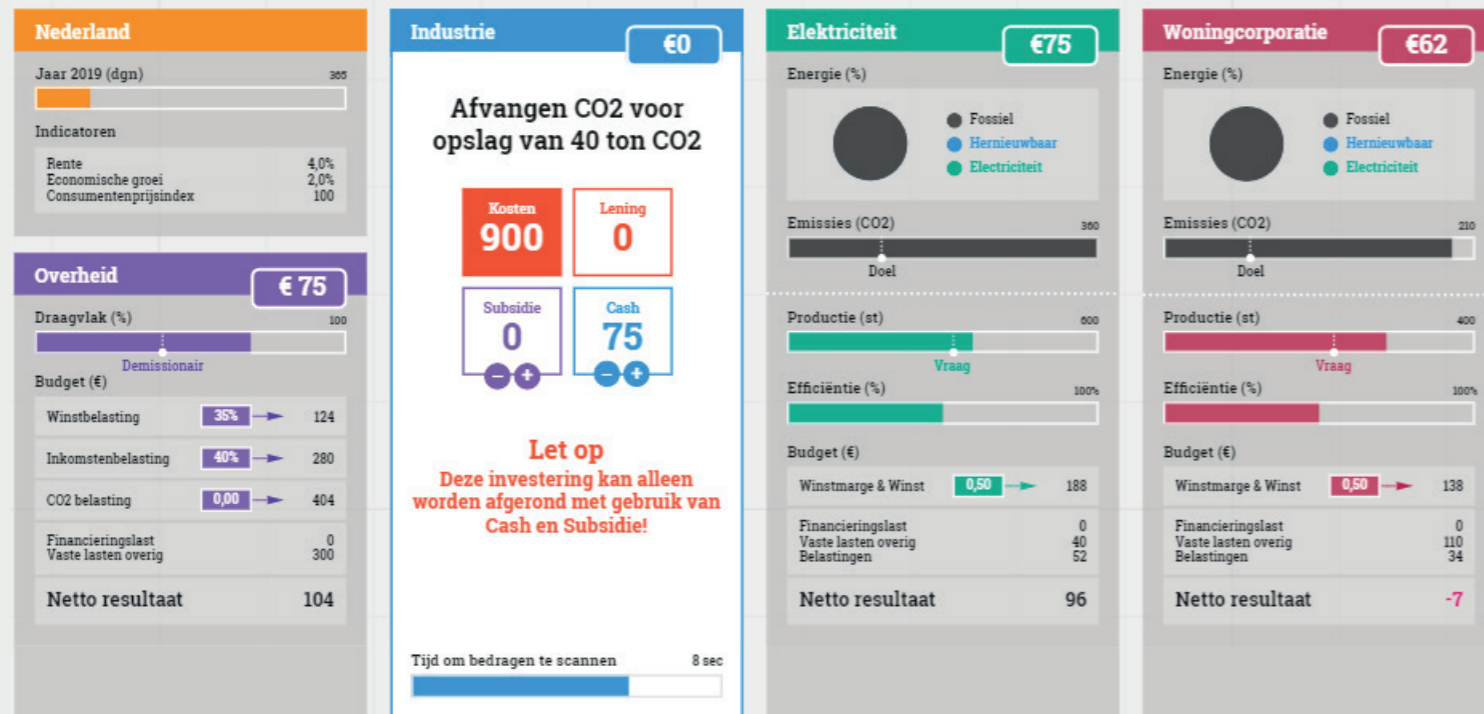 Nederland
Jaar 2019 (dgn) 365
Indicatoren
Rente 4,0%
Economische groei 2,0%
Consumentenprijsindex 100
Overheid € 75
Draagvlak (%) 100
Demissionair
Budget (€)
Winstbelasting 35% 124
Inkomstenbelasting 40% 280
CO2 belasting 0,00 404
Financieringslast 0
Vaste lasten overig 300
Netto resultaat 104
Industrie €0
Afvangen CO2 voor
opslag van 40 ton CO2
Kosten Lening
900 0
Subsidie Cash
0 75
− + − +
Let op
Deze investering kan alleen
worden afgerond met gebruik van
Cash en Subsidie!
Tijd om bedragen te scannen 8 sec
Elektriciteit €75
Energie (%)
Fossiel
Hernieuwbaar
Electriciteit
Emissies (CO2) 360
Doel
Productie (st) 600
Vraag
Efficiëntie (%) 100%
Budget (€)
Winstmarge & Winst 0,50 188
Financieringslast 0
Vaste lasten overig 40
Belastingen 52
Netto resultaat 96
Woningcorporatie €62
Energie (%)
Fossiel
Hernieuwbaar
Electriciteit
Emissies (CO2) 210
Doel
Productie (st) 400
Vraag
Efficiëntie (%) 100%
Budget (€)
Winstmarge & Winst 0,50 138
Financieringslast 0
Vaste lasten overig 110
Belastingen 34
Netto resultaat -7